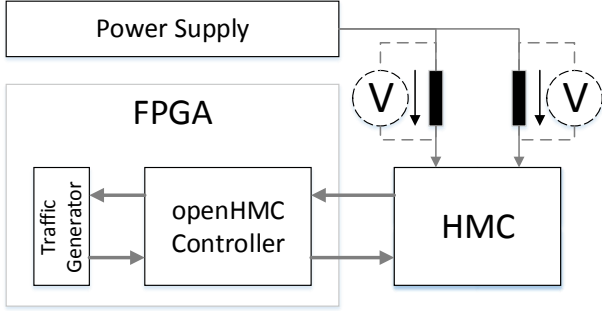 Power Supply
V
V
FPGA
Traffic
Generator
openHMC
Controller
HMC